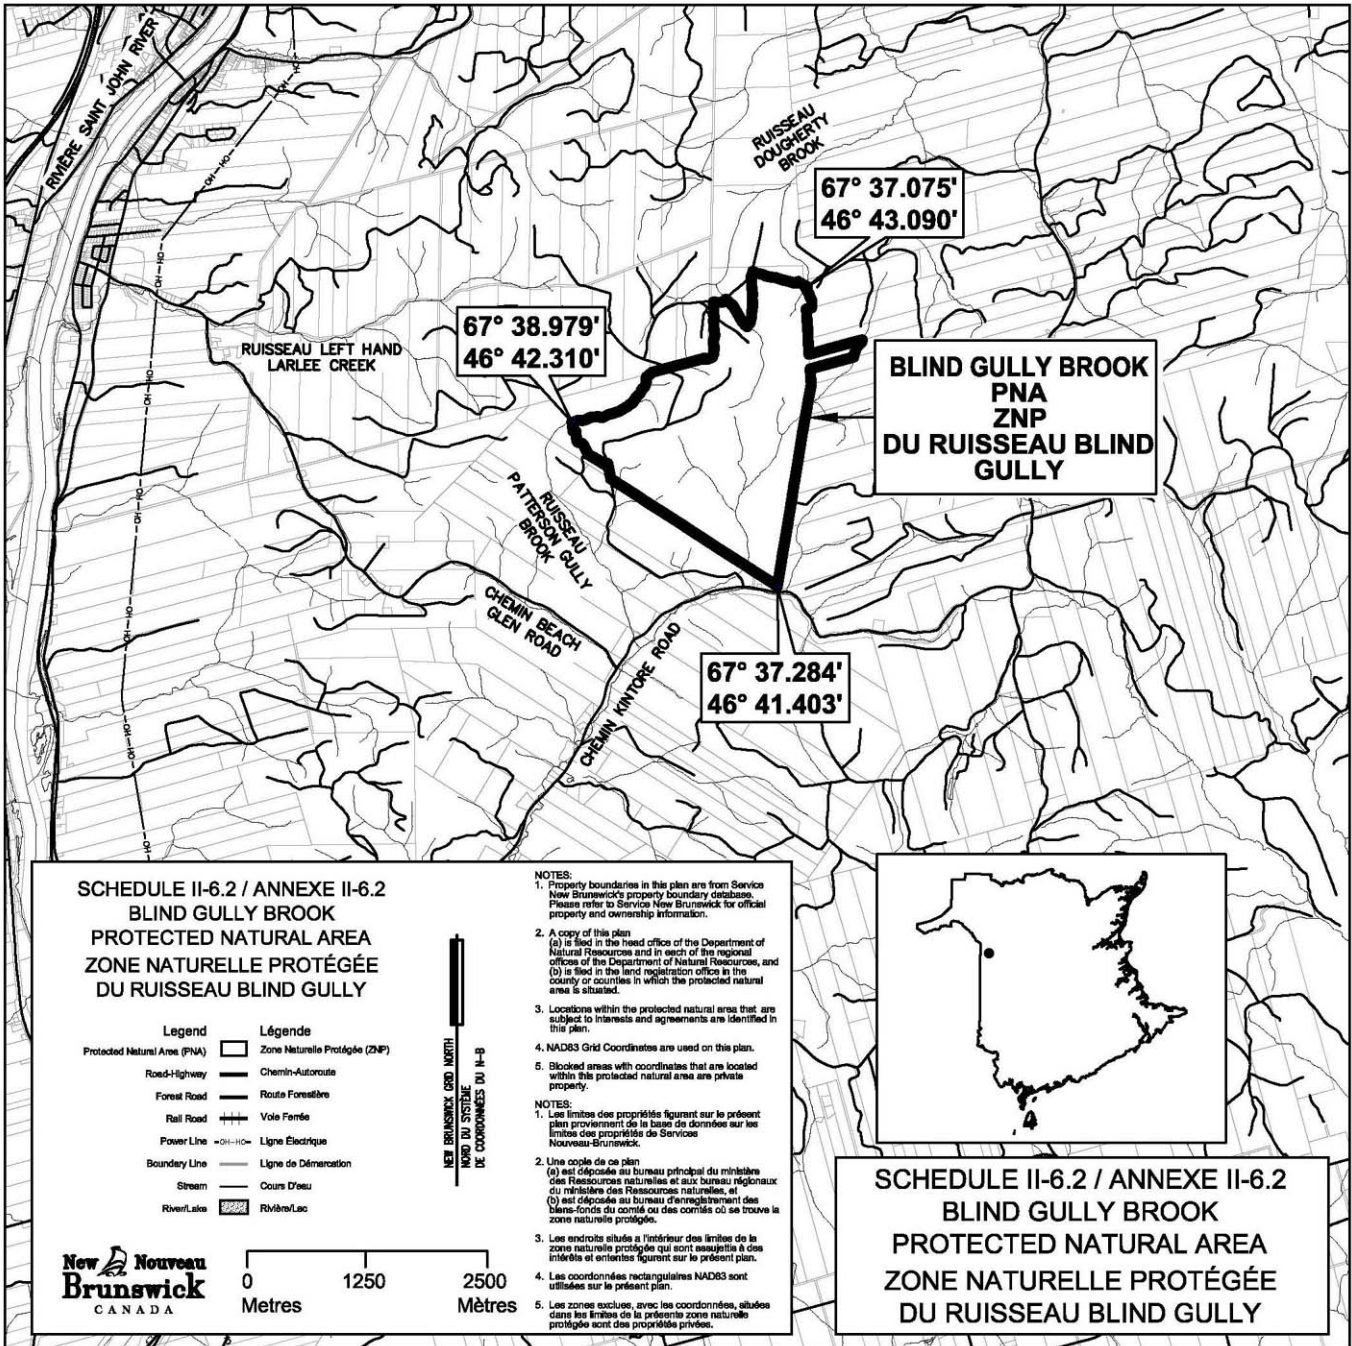 RIVIÈRE SAINT JOHN RIVER
RUISSEAU
DOUGHERTY
BROOK
67° 37.075'
46° 43.090'
67° 38.979'
46° 42.310'
RUISSEAU LEFT HAND
LARLEE CREEK
BLIND GULLY BROOK
PNA
ZNP
DU RUISSEAU BLIND
GULLY
RUISSEAU
PATTERSON GULLY
BROOK
CHEMIN BEACH
GLEN ROAD
CHEMIN KINTORE ROAD
67° 37.284'
46° 41.403'
SCHEDULE II-6.2 / ANNEXE II-6.2
BLIND GULLY BROOK
PROTECTED NATURAL AREA
ZONE NATURELLE PROTÉGÉE
DU RUISSEAU BLIND GULLY
Legend Légende
Protected Natural Area (PNA) Zone Naturelle Protégée (ZNP)
Road-Highway Chemin-Autoroute
Forest Road Route Forestière
Rail Road Voie Ferrée
Power Line -OH-HO- Ligne Électrique
Boundary Line Ligne de Démarcation
Stream Cours D'eau
River/Lake Rivière/Lac
NEW BRUNSWICK GRID NORTH
NORD DU SYSTÈME
DE COORDONNÉES DU N-B
New Nouveau
Brunswick
CANADA
0 1250 2500
Metres Mètres
NOTES:
1. Property boundaries in this plan are from Service
New Brunswick's property boundary database.
Please refer to Service New Brunswick for official
property and ownership information.
2. A copy of this plan
(a) is filed in the head office of the Department of
Natural Resources and in each of the regional
offices of the Department of Natural Resources, and
(b) is filed in the land registration office in the
county or counties in which the protected natural
area is situated.
3. Locations within the protected natural area that are
subject to interests and agreements are identified in
this plan.
4. NAD83 Grid Coordinates are used on this plan.
5. Blocked areas with coordinates that are located
within this protected natural area are private
property.
NOTES:
1. Les limites des propriétés figurant sur le présent
plan proviennent de la base de données sur les
limites des propriétés de Services
Nouveau-Brunswick.
2. Une copie de ce plan
(a) est déposée au bureau principal du ministère
des Ressources naturelles et aux bureau régionaux
du ministère des Ressources naturelles, et
(b) est déposée au bureau d'enregistrement des
biens-fonds du comté ou des comtés où se trouve la
zone naturelle protégée.
3. Les endroits situés a l'intérieur des limites de la
zone naturelle protégée qui sont assujettis à des
intérêts et ententes figurent sur le présent plan.
4. Les coordonnées rectangulaires NAD83 sont
utilisées sur le présent plan.
5. Les zones exclues, avec les coordonnées, situées
dans les limites de la présente zone naturelle
protégée sont des propriétés privées.
SCHEDULE II-6.2 / ANNEXE II-6.2
BLIND GULLY BROOK
PROTECTED NATURAL AREA
ZONE NATURELLE PROTÉGÉE
DU RUISSEAU BLIND GULLY